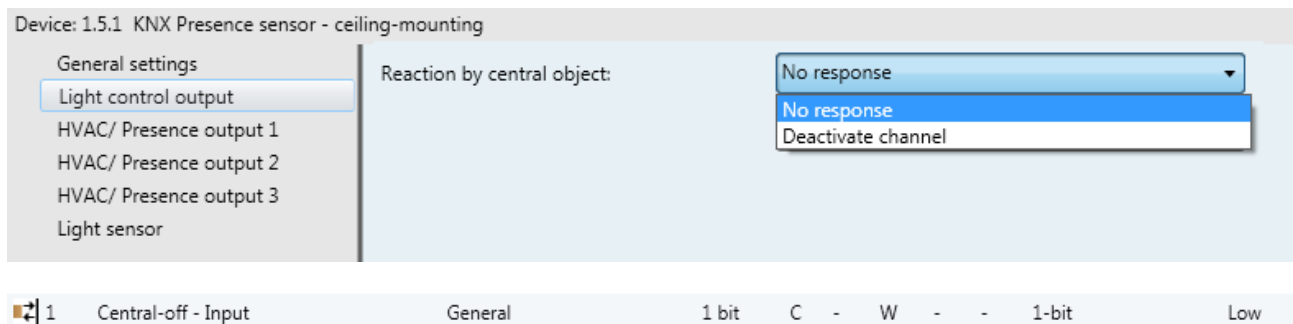 Device: 1.5.1 KNX Presence sensor - ceiling-mounting
General settings
Light control output
HVAC/ Presence output 1
HVAC/ Presence output 2
HVAC/ Presence output 3
Light sensor
Reaction by central object: No response
No response
Deactivate channel
1 Central-off - Input General 1 bit C - W - - 1-bit Low